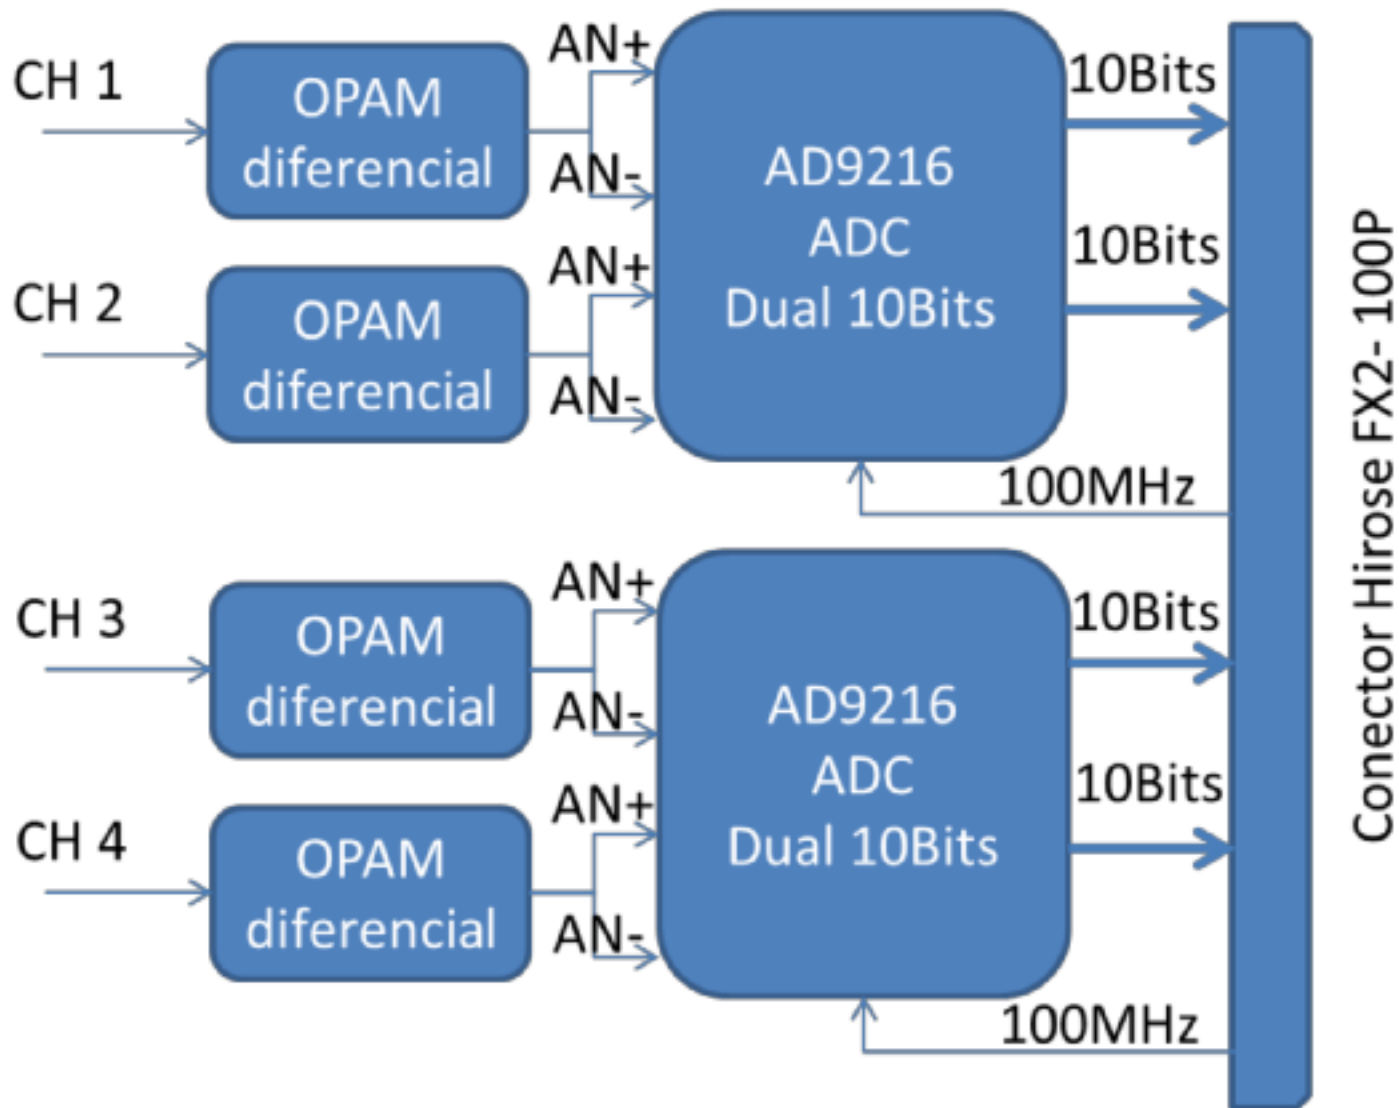 CH 1
OPAM
diferencial
AN+
AN-
CH 2
OPAM
diferencial
AN+
AN-
AD9216
ADC
Dual 10Bits
10Bits
10Bits
100MHz
CH 3
OPAM
diferencial
AN+
AN-
CH 4
OPAM
diferencial
AN+
AN-
AD9216
ADC
Dual 10Bits
10Bits
10Bits
100MHz
Conector Hirose FX2- 100P